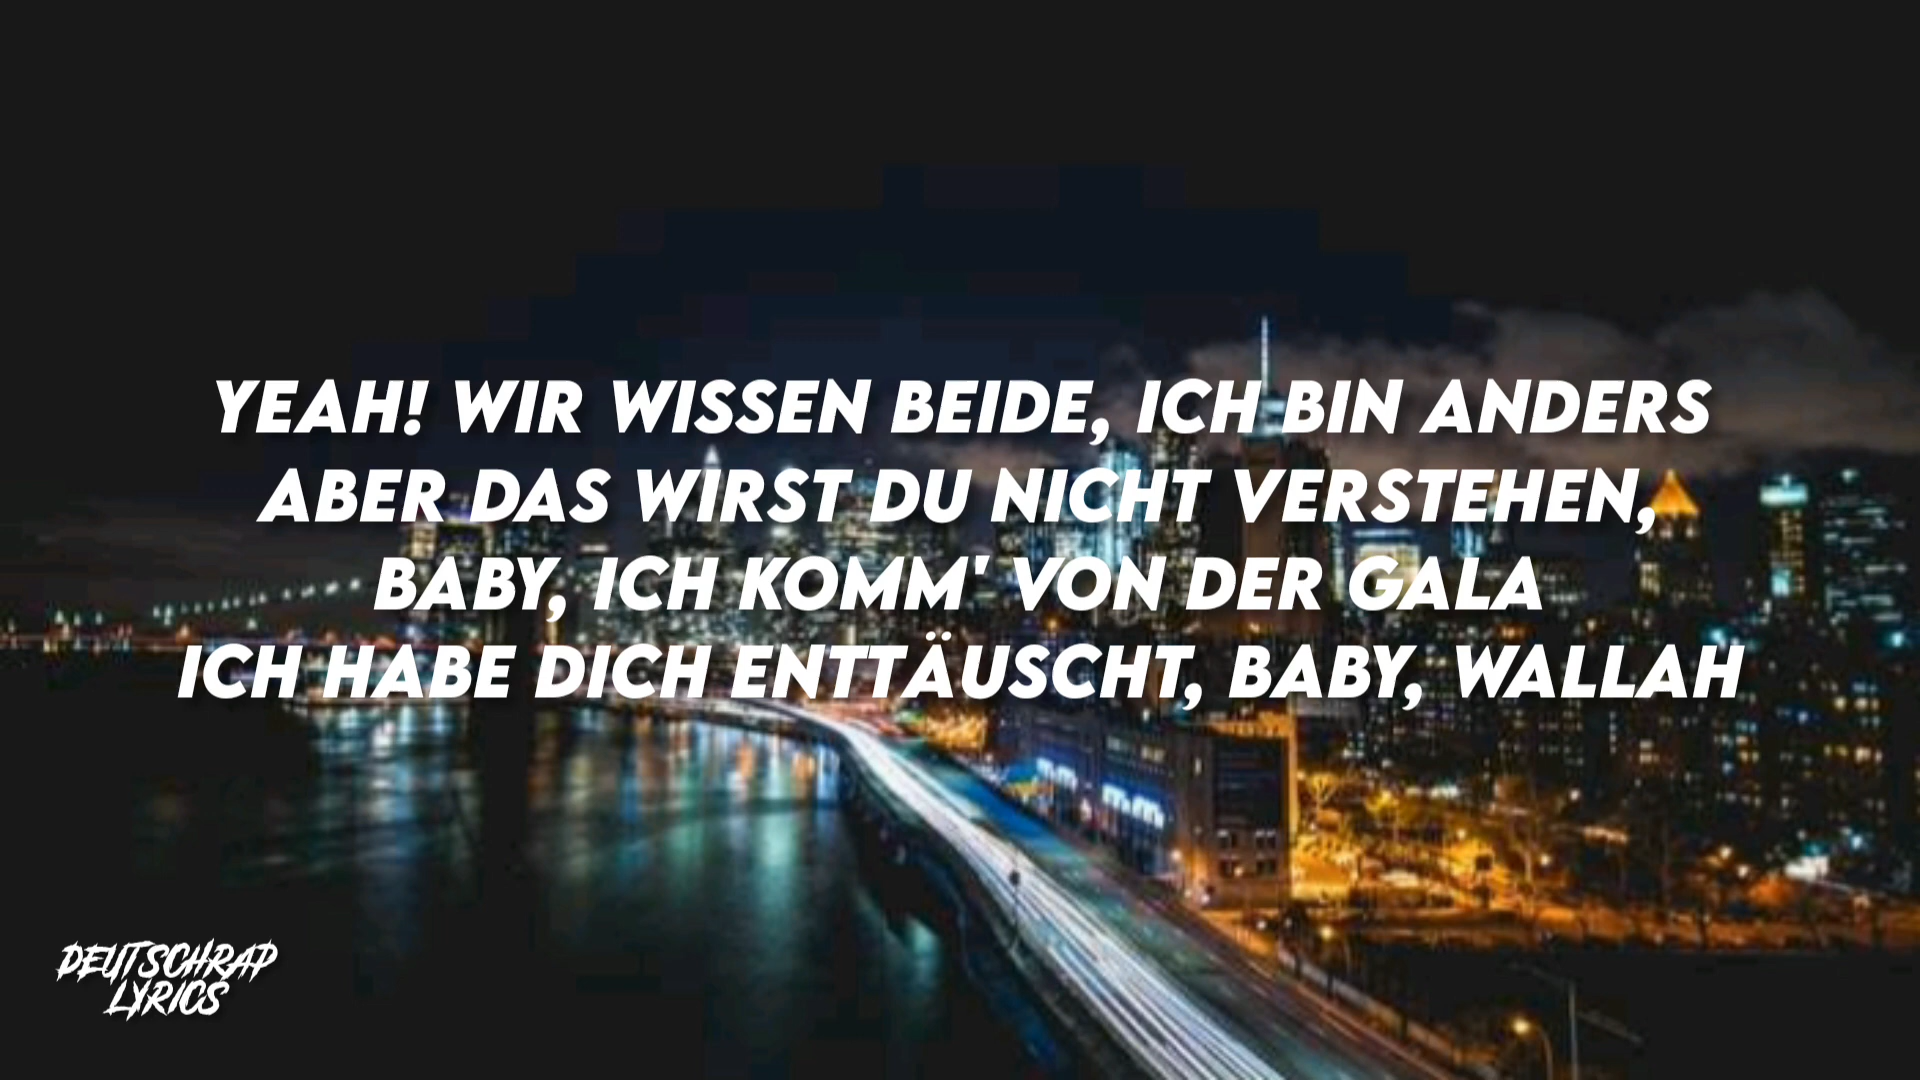 YEAH! WIR WISSEN BEIDE, ICH BIN ANDERS
ABER DAS WIRST DU NICHT VERSTEHEN,
BABY, ICH KOMM' VON DER GALA
ICH HABE DICH ENTTÄUSCHT, BABY, WALLAH
DEUTSCHRAP
LYRICS